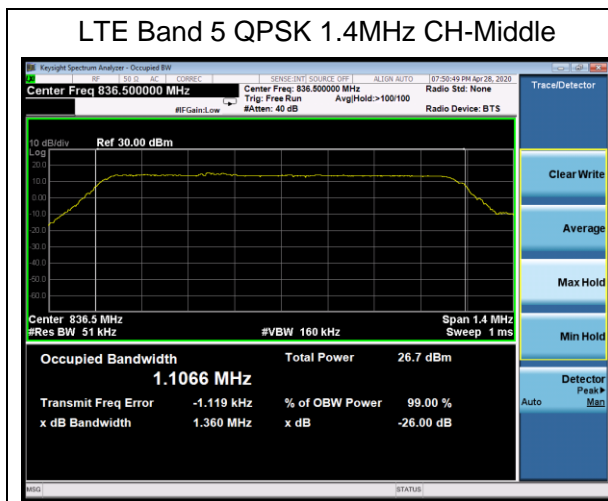 LTE Band 5 QPSK 1.4MHz CH-Middle
Keysight Spectrum Analyzer - Occupied BW
RF 50 Ω AC CORREC SENSE:INT SOURCE OFF ALIGN AUTO 07:50:49 PM Apr 28, 2020
Center Freq 836.500000 MHz
Center Freq: 836.500000 MHz
Radio Std: None
Trig: Free Run Avg|Hold:>100/100
#IFGain:Low #Atten: 40 dB Radio Device: BTS
Trace/Detector
10 dB/div Ref 30.00 dBm
Log
20.0
10.0
0.00
-10.0
-20.0
-30.0
-40.0
-50.0
-60.0
Center 836.5 MHz Span 1.4 MHz
#Res BW 51 kHz #VBW 160 kHz Sweep 1 ms
Clear Write
Average
Max Hold
Min Hold
Detector
Peak▶
Auto Man
Occupied Bandwidth Total Power 26.7 dBm
1.1066 MHz
Transmit Freq Error -1.119 kHz % of OBW Power 99.00 %
x dB Bandwidth 1.360 MHz x dB -26.00 dB
MSG STATUS